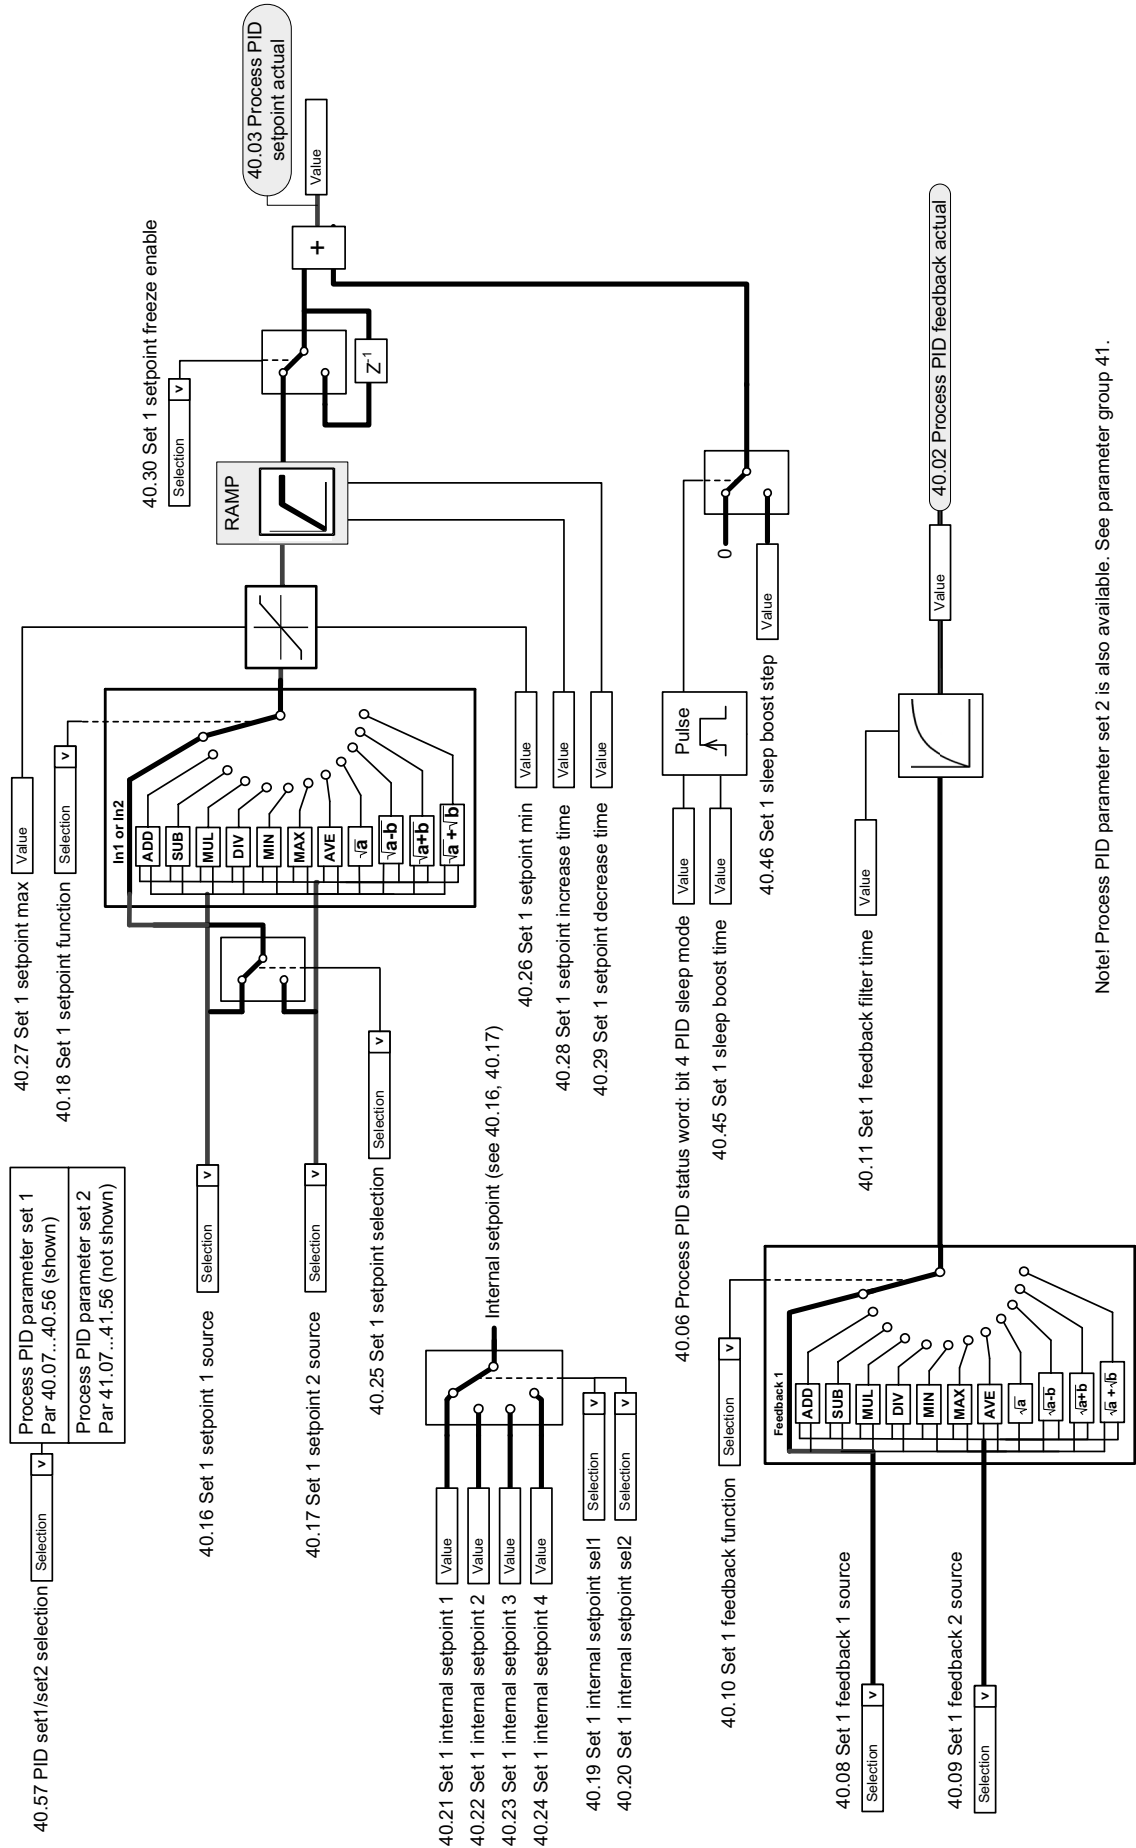 40.57 PID set1/set2 selection
Selection
v
Process PID parameter set 1
Par 40.07...40.56 (shown)
Process PID parameter set 2
Par 41.07...41.56 (not shown)
40.27 Set 1 setpoint max
Value
40.18 Set 1 setpoint function
Selection
v
40.16 Set 1 setpoint 1 source
Selection
v
40.17 Set 1 setpoint 2 source
Selection
v
40.25 Set 1 setpoint selection
Selection
v
In1 or In2
ADD
SUB
MUL
DIV
MIN
MAX
AVE
√a
√a-b
√a+b
√a + √b
RAMP
40.30 Set 1 setpoint freeze enable
Selection
v
Z-1
+
40.03 Process PID
setpoint actual
Value
40.26 Set 1 setpoint min
Value
40.28 Set 1 setpoint increase time
Value
40.29 Set 1 setpoint decrease time
Value
40.21 Set 1 internal setpoint 1
Value
40.22 Set 1 internal setpoint 2
Value
40.23 Set 1 internal setpoint 3
Value
40.24 Set 1 internal setpoint 4
Value
40.19 Set 1 internal setpoint sel1
Selection
v
40.20 Set 1 internal setpoint sel2
Selection
v
Internal setpoint (see 40.16, 40.17)
40.06 Process PID status word: bit 4 PID sleep mode
Value
40.45 Set 1 sleep boost time
Value
Pulse
0
40.46 Set 1 sleep boost step
Value
40.10 Set 1 feedback function
Selection
v
40.08 Set 1 feedback 1 source
Selection
v
40.09 Set 1 feedback 2 source
Selection
v
Feedback 1
ADD
SUB
MUL
DIV
MIN
MAX
AVE
√a
√a-b
√a+b
√a +√b
40.11 Set 1 feedback filter time
Value
Value
40.02 Process PID feedback actual
Note! Process PID parameter set 2 is also available. See parameter group 41.